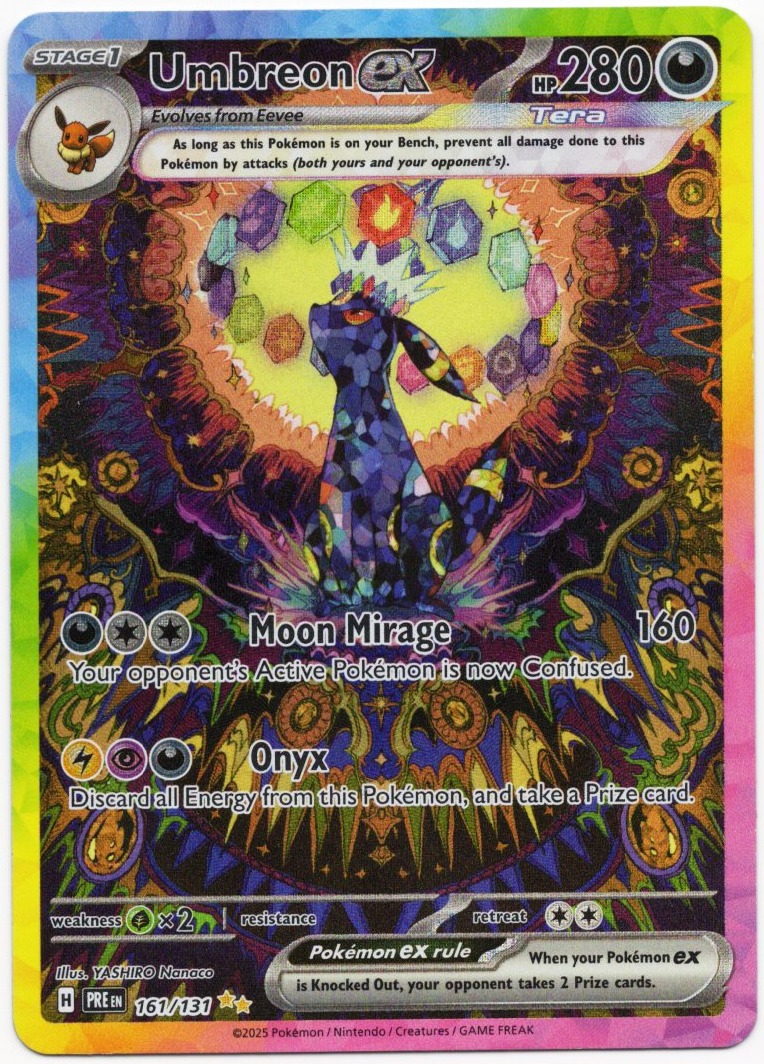 STAGE1 Umbreon ex HP 280
Evolves from Eevee Tera
As long as this Pokémon is on your Bench, prevent all damage done to this
Pokémon by attacks (both yours and your opponent's).
Moon Mirage 160
Your opponent's Active Pokémon is now Confused.
Onyx
Discard all Energy from this Pokémon, and take a Prize card.
weakness ×2 resistance retreat
Pokémon ex rule When your Pokémon ex
is Knocked Out, your opponent takes 2 Prize cards.
Illus. YASHIRO Nanaco
H PRE EN 161/131
©2025 Pokémon / Nintendo / Creatures / GAME FREAK